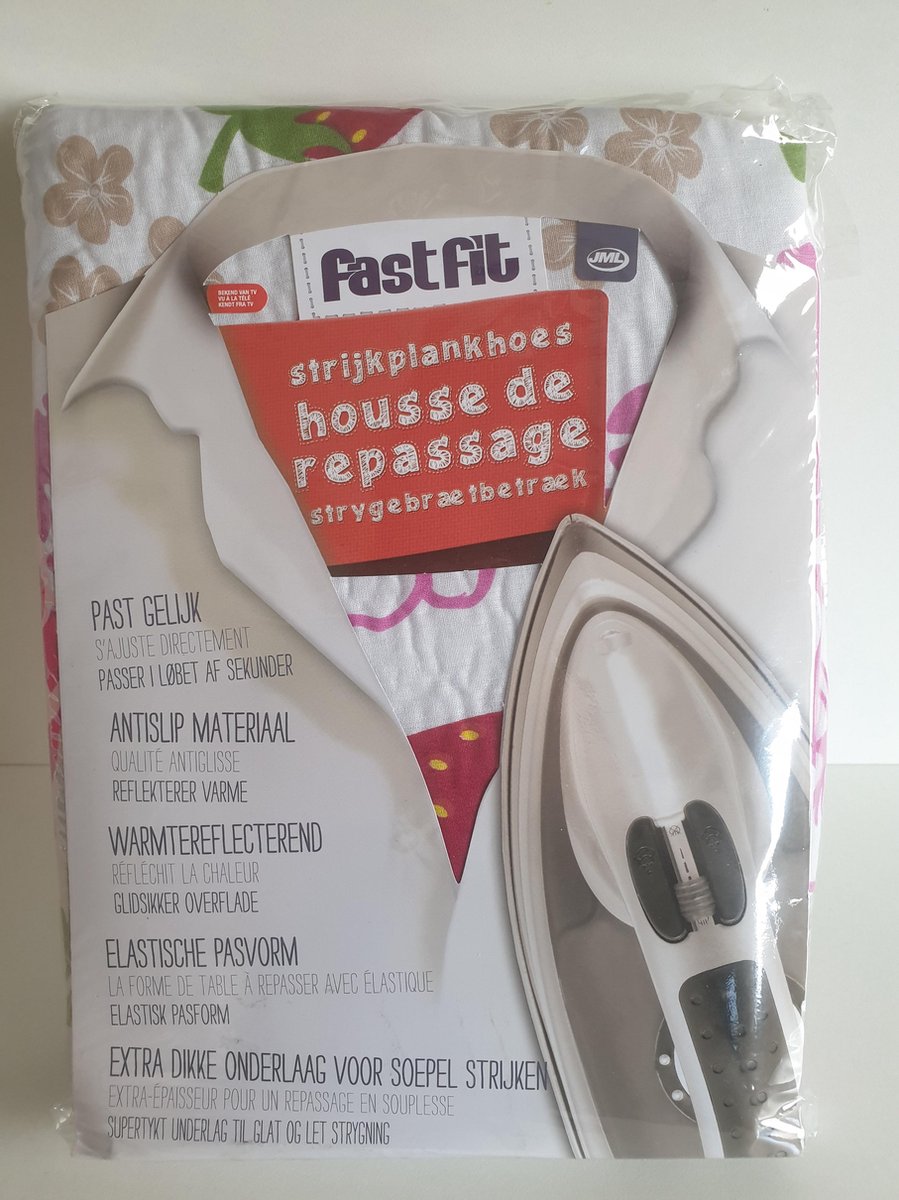 fast fit
JML
BEKEND VAN TV
VU À LA TÉLÉ
KENDT FRA TV
strijkplankhoes
housse de
repassage
strygebrætbetræk
PAST GELIJK
S'AJUSTE DIRECTEMENT
PASSER I LØBET AF SEKUNDER
ANTISLIP MATERIAAL
QUALITÉ ANTIGLISSE
REFLEKTERER VARME
WARMTEREFLECTEREND
RÉFLÉCHIT LA CHALEUR
GLIDSIKKER OVERFLADE
ELASTISCHE PASVORM
LA FORME DE TABLE À REPASSER AVEC ÉLASTIQUE
ELASTISK PASFORM
EXTRA DIKKE ONDERLAAG VOOR SOEPEL STRIJKEN
EXTRA-ÉPAISSEUR POUR UN REPASSAGE EN SOUPLESSE
SUPERTYKT UNDERLAG TIL GLAT OG LET STRYGNING